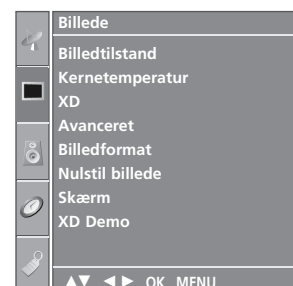 Billede
Billedtilstand
Kernetemperatur
XD
Avanceret
Billedformat
Nulstil billede
Skærm
XD Demo
▲▼ ◄► OK MENU